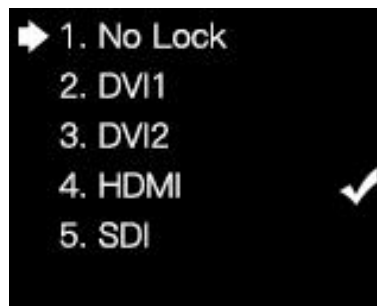 1. No Lock
2. DVI1
3. DVI2
4. HDMI
5. SDI